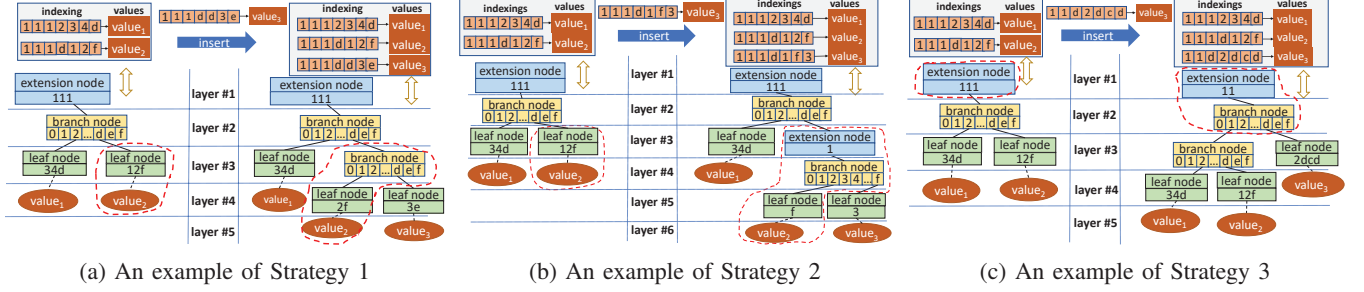 indexing values
1 1 1 2 3 4 d value1
1 1 1 d 1 2 f value2
1 1 1 d d 3 e value3
insert
indexings values
1 1 1 2 3 4 d value1
1 1 1 d 1 2 f value2
1 1 1 d d 3 e value3
extension node
111
layer #1
extension node
111
branch node
0 1 2 ... d e f
layer #2
branch node
0 1 2 ... d e f
leaf node
34d
leaf node
12f
layer #3
leaf node
34d
branch node
0 1 2 ... d e f
value1
value2
layer #4
value1
leaf node
2f
leaf node
3e
layer #5
value2
value3
(a) An example of Strategy 1
indexings values
1 1 1 2 3 4 d value1
1 1 1 d 1 2 f value2
1 1 1 d 1 f 3 value3
insert
indexings values
1 1 1 2 3 4 d value1
1 1 1 d 1 2 f value2
1 1 1 d 1 f 3 value3
extension node
111
layer #1
extension node
111
branch node
0 1 2 ... d e f
layer #2
branch node
0 1 2 ... d e f
leaf node
34d
leaf node
12f
layer #3
leaf node
34d
extension node
1
value1
value2
layer #4
branch node
0 1 2 3 4 ... f
layer #5
value1
leaf node
f
leaf node
3
layer #6
value2
value3
(b) An example of Strategy 2
indexings values
1 1 1 2 3 4 d value1
1 1 1 d 1 2 f value2
1 1 d 2 d c d value3
insert
indexings values
1 1 1 2 3 4 d value1
1 1 1 d 1 2 f value2
1 1 d 2 d c d value3
extension node
111
layer #1
extension node
11
branch node
0 1 2 ... d e f
layer #2
branch node
0 1 2 ... d e f
leaf node
34d
leaf node
12f
layer #3
branch node
0 1 2 ... d e f
leaf node
2dcd
value1
value2
layer #4
leaf node
34d
leaf node
12f
value3
layer #5
value1
value2
(c) An example of Strategy 3